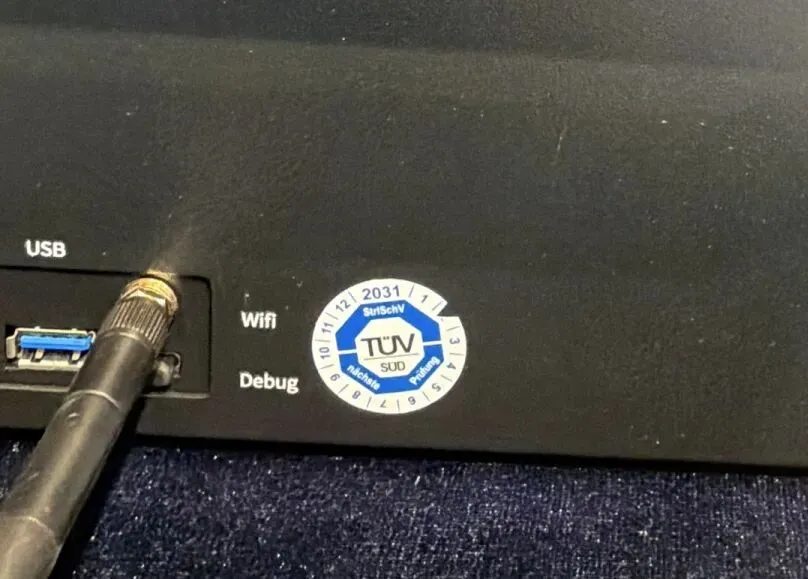 USB
Wifi
Debug
2031
1
3
4
5
6
7
8
9
10
11
12
StrlSchV
TÜV
SÜD
nächste Prüfung